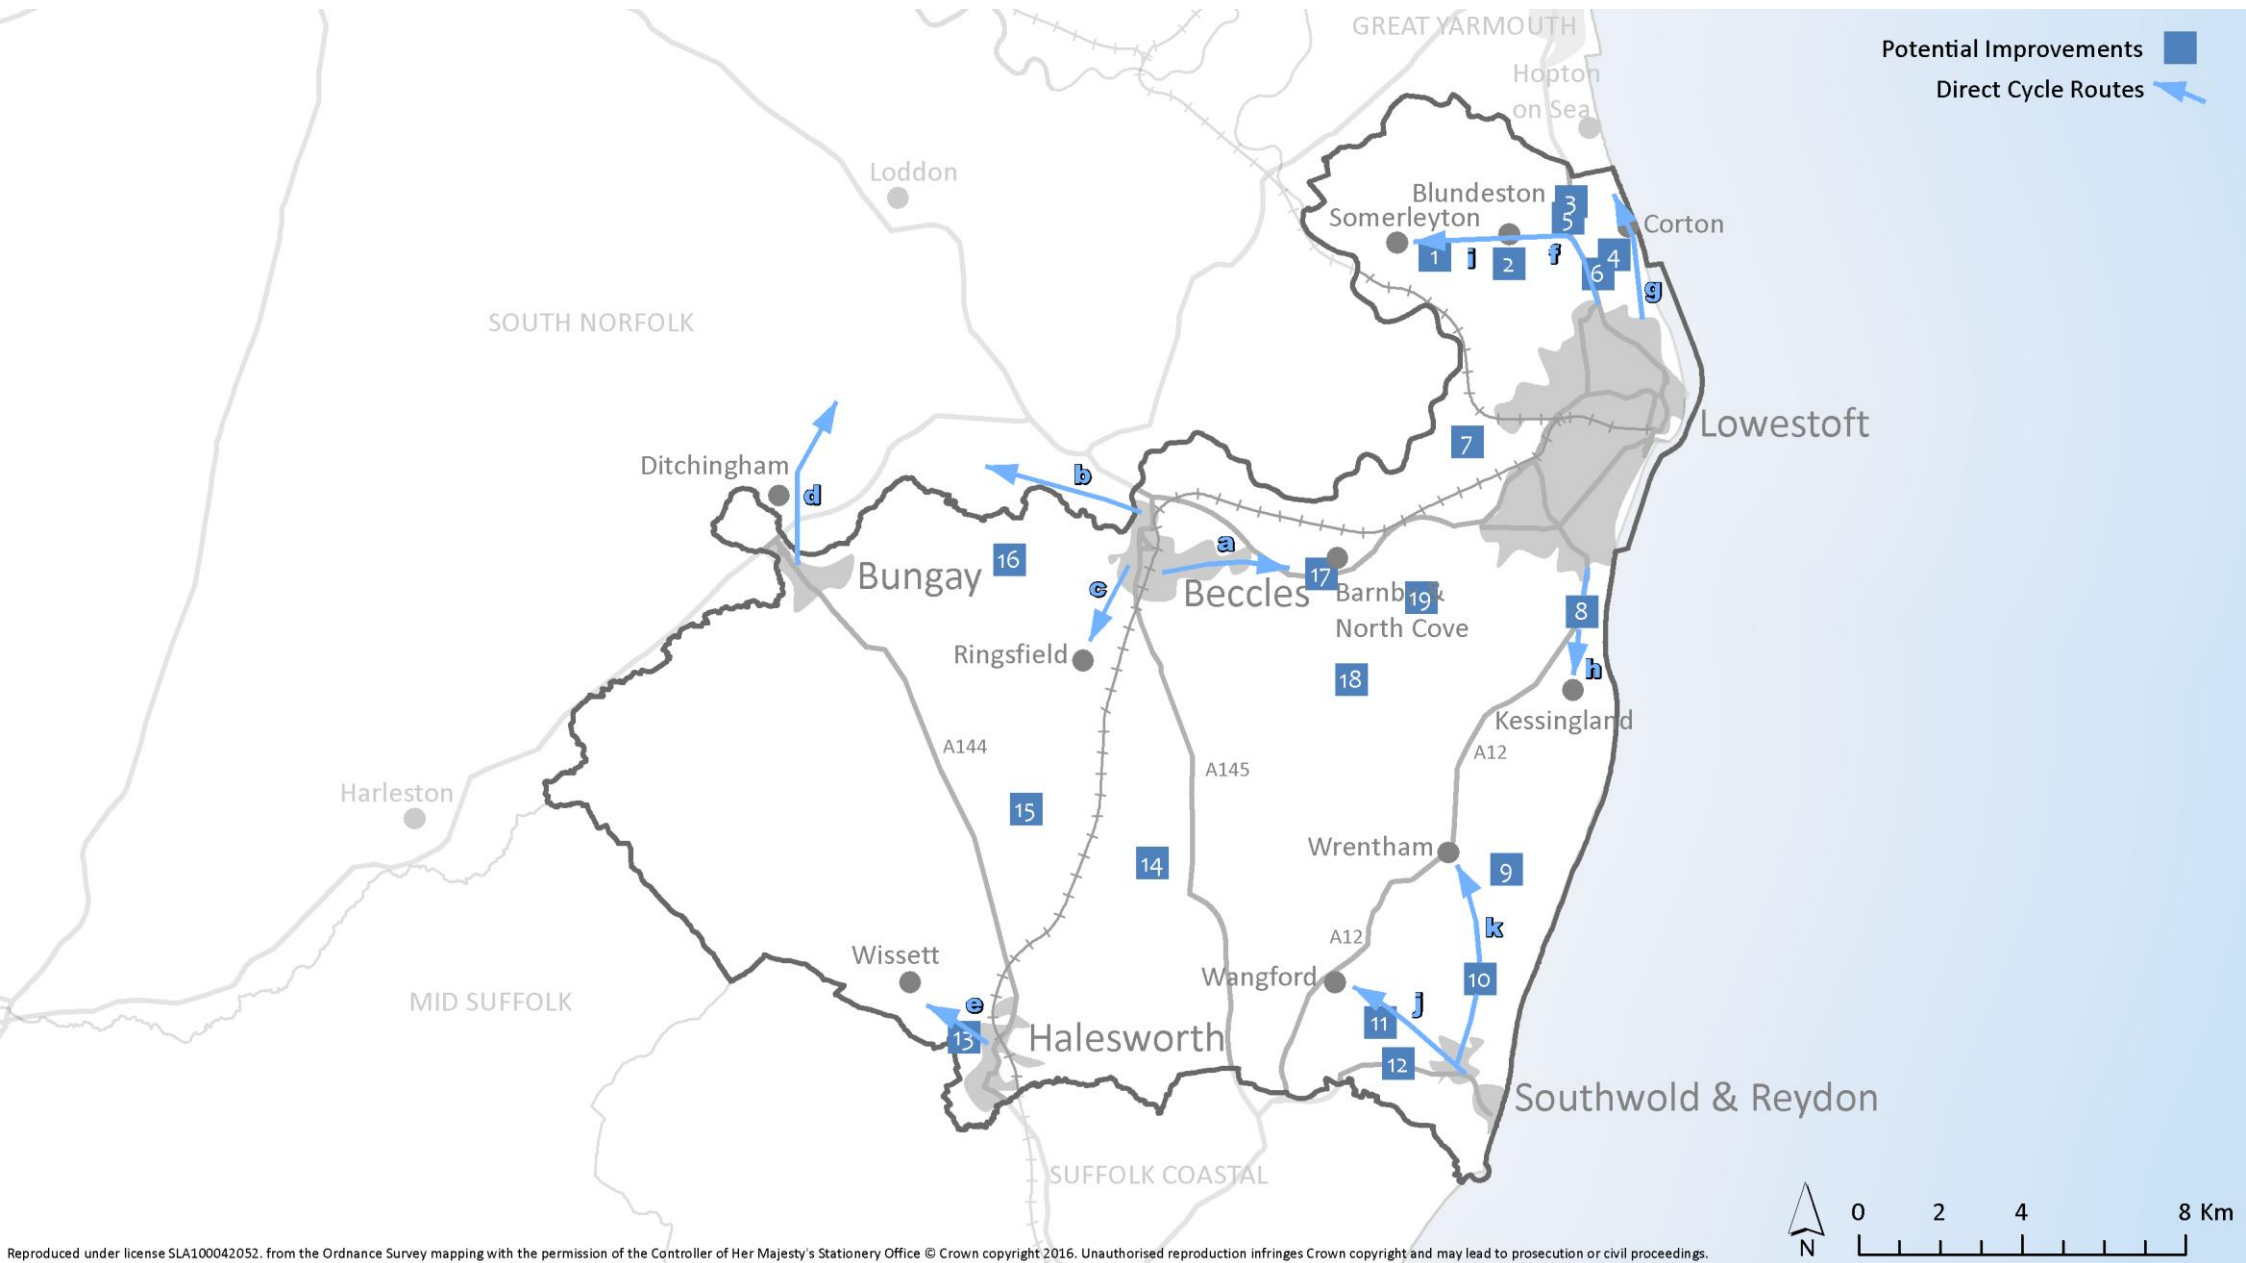 GREAT YARMOUTH
Potential Improvements
Direct Cycle Routes
Hopton
on Sea
Loddon
Blundeston
3
Somerleyton
5
Corton
1
i
2
f
4
6
g
SOUTH NORFOLK
Lowestoft
7
Ditchingham
d
b
16
Bungay
a
c
Beccles
17
Barnby &
19
North Cove
8
Ringsfield
18
h
Kessingland
A144
A12
A145
Harleston
15
14
Wrentham
9
k
A12
Wissett
Wangford
10
MID SUFFOLK
e
j
11
13
Halesworth
12
Southwold & Reydon
SUFFOLK COASTAL
0 2 4 8 Km
N
Reproduced under license SLA100042052. from the Ordnance Survey mapping with the permission of the Controller of Her Majesty's Stationery Office © Crown copyright 2016. Unauthorised reproduction infringes Crown copyright and may lead to prosecution or civil proceedings.